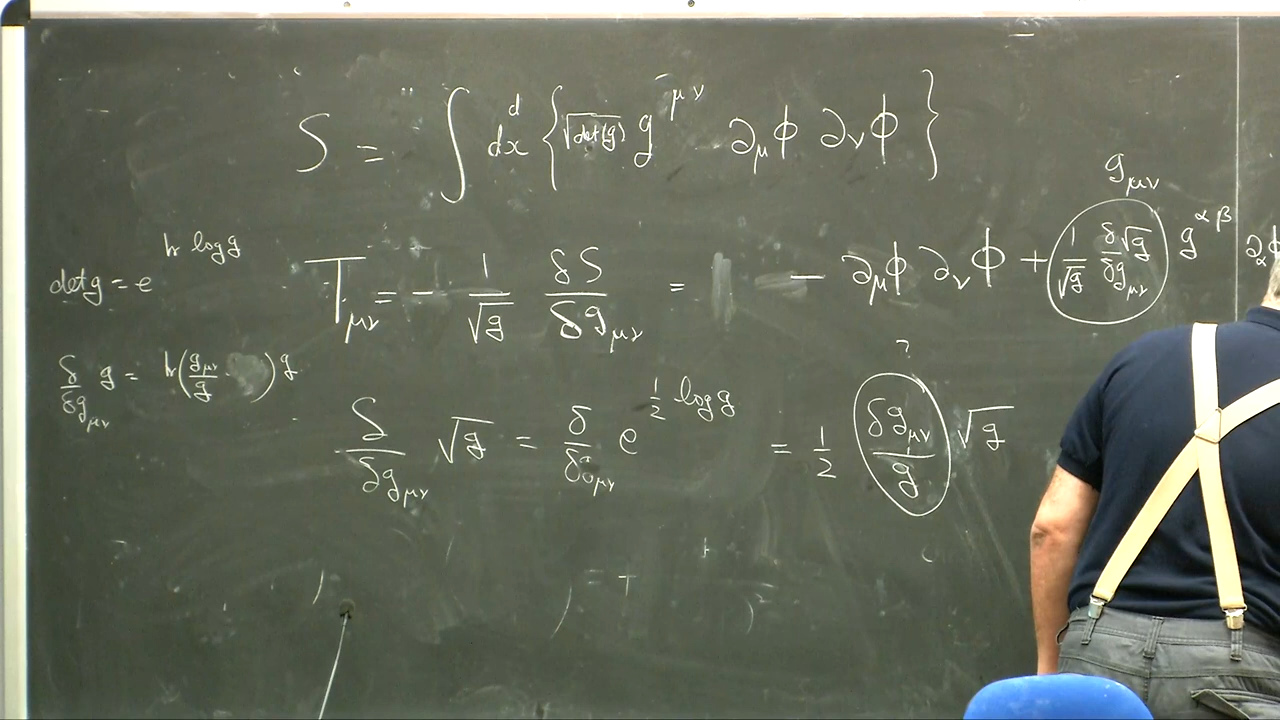 S = ∫ d^d x { √det(g) g^{μν} ∂_μ ϕ ∂_ν ϕ }
g_{μν}
det g = e^{tr log g}
T_{μν} = - 1/√g δS/δg_{μν} = - ∂_μ ϕ ∂_ν ϕ + (1/√g δ√g/δg_{μν}) g^{αβ} ∂_α ϕ
δ/δg_{μν} g = tr(g_{μν}/g) g
?
δ/δg_{μν} √g = δ/δg_{μν} e^{1/2 log g} = 1/2 (δg_{μν}/g) √g